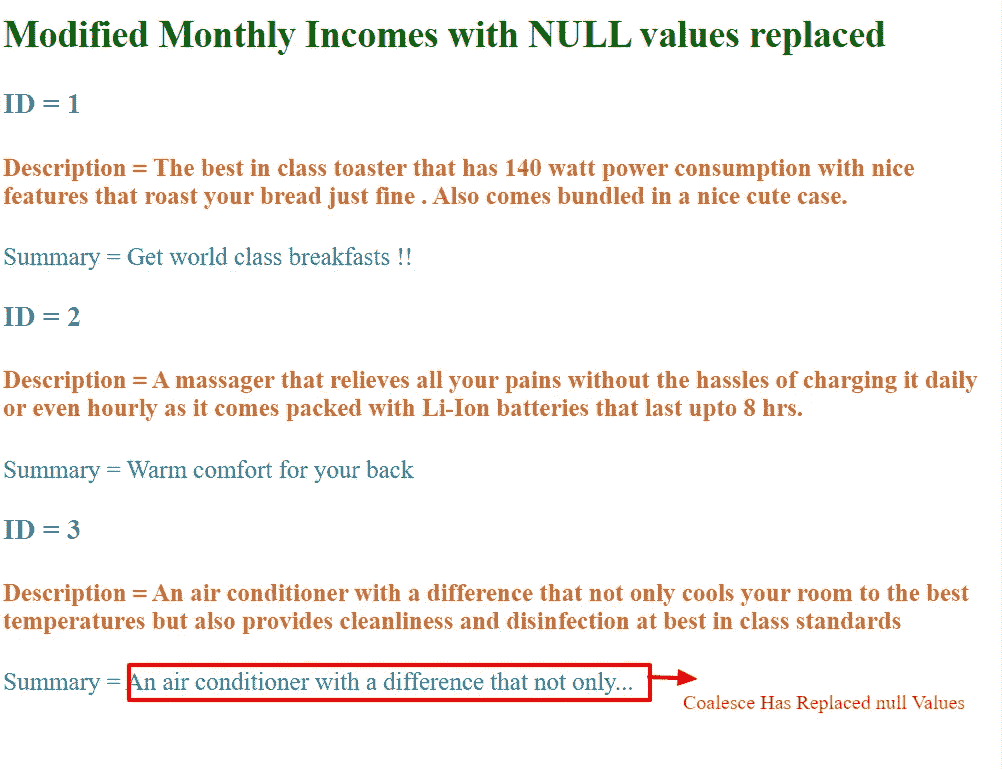 Modified Monthly Incomes with NULL values replaced
ID = 1
Description = The best in class toaster that has 140 watt power consumption with nice
features that roast your bread just fine . Also comes bundled in a nice cute case.
Summary = Get world class breakfasts !!
ID = 2
Description = A massager that relieves all your pains without the hassles of charging it daily
or even hourly as it comes packed with Li-Ion batteries that last upto 8 hrs.
Summary = Warm comfort for your back
ID = 3
Description = An air conditioner with a difference that not only cools your room to the best
temperatures but also provides cleanliness and disinfection at best in class standards
Summary = An air conditioner with a difference that not only...
Coalesce Has Replaced null Values